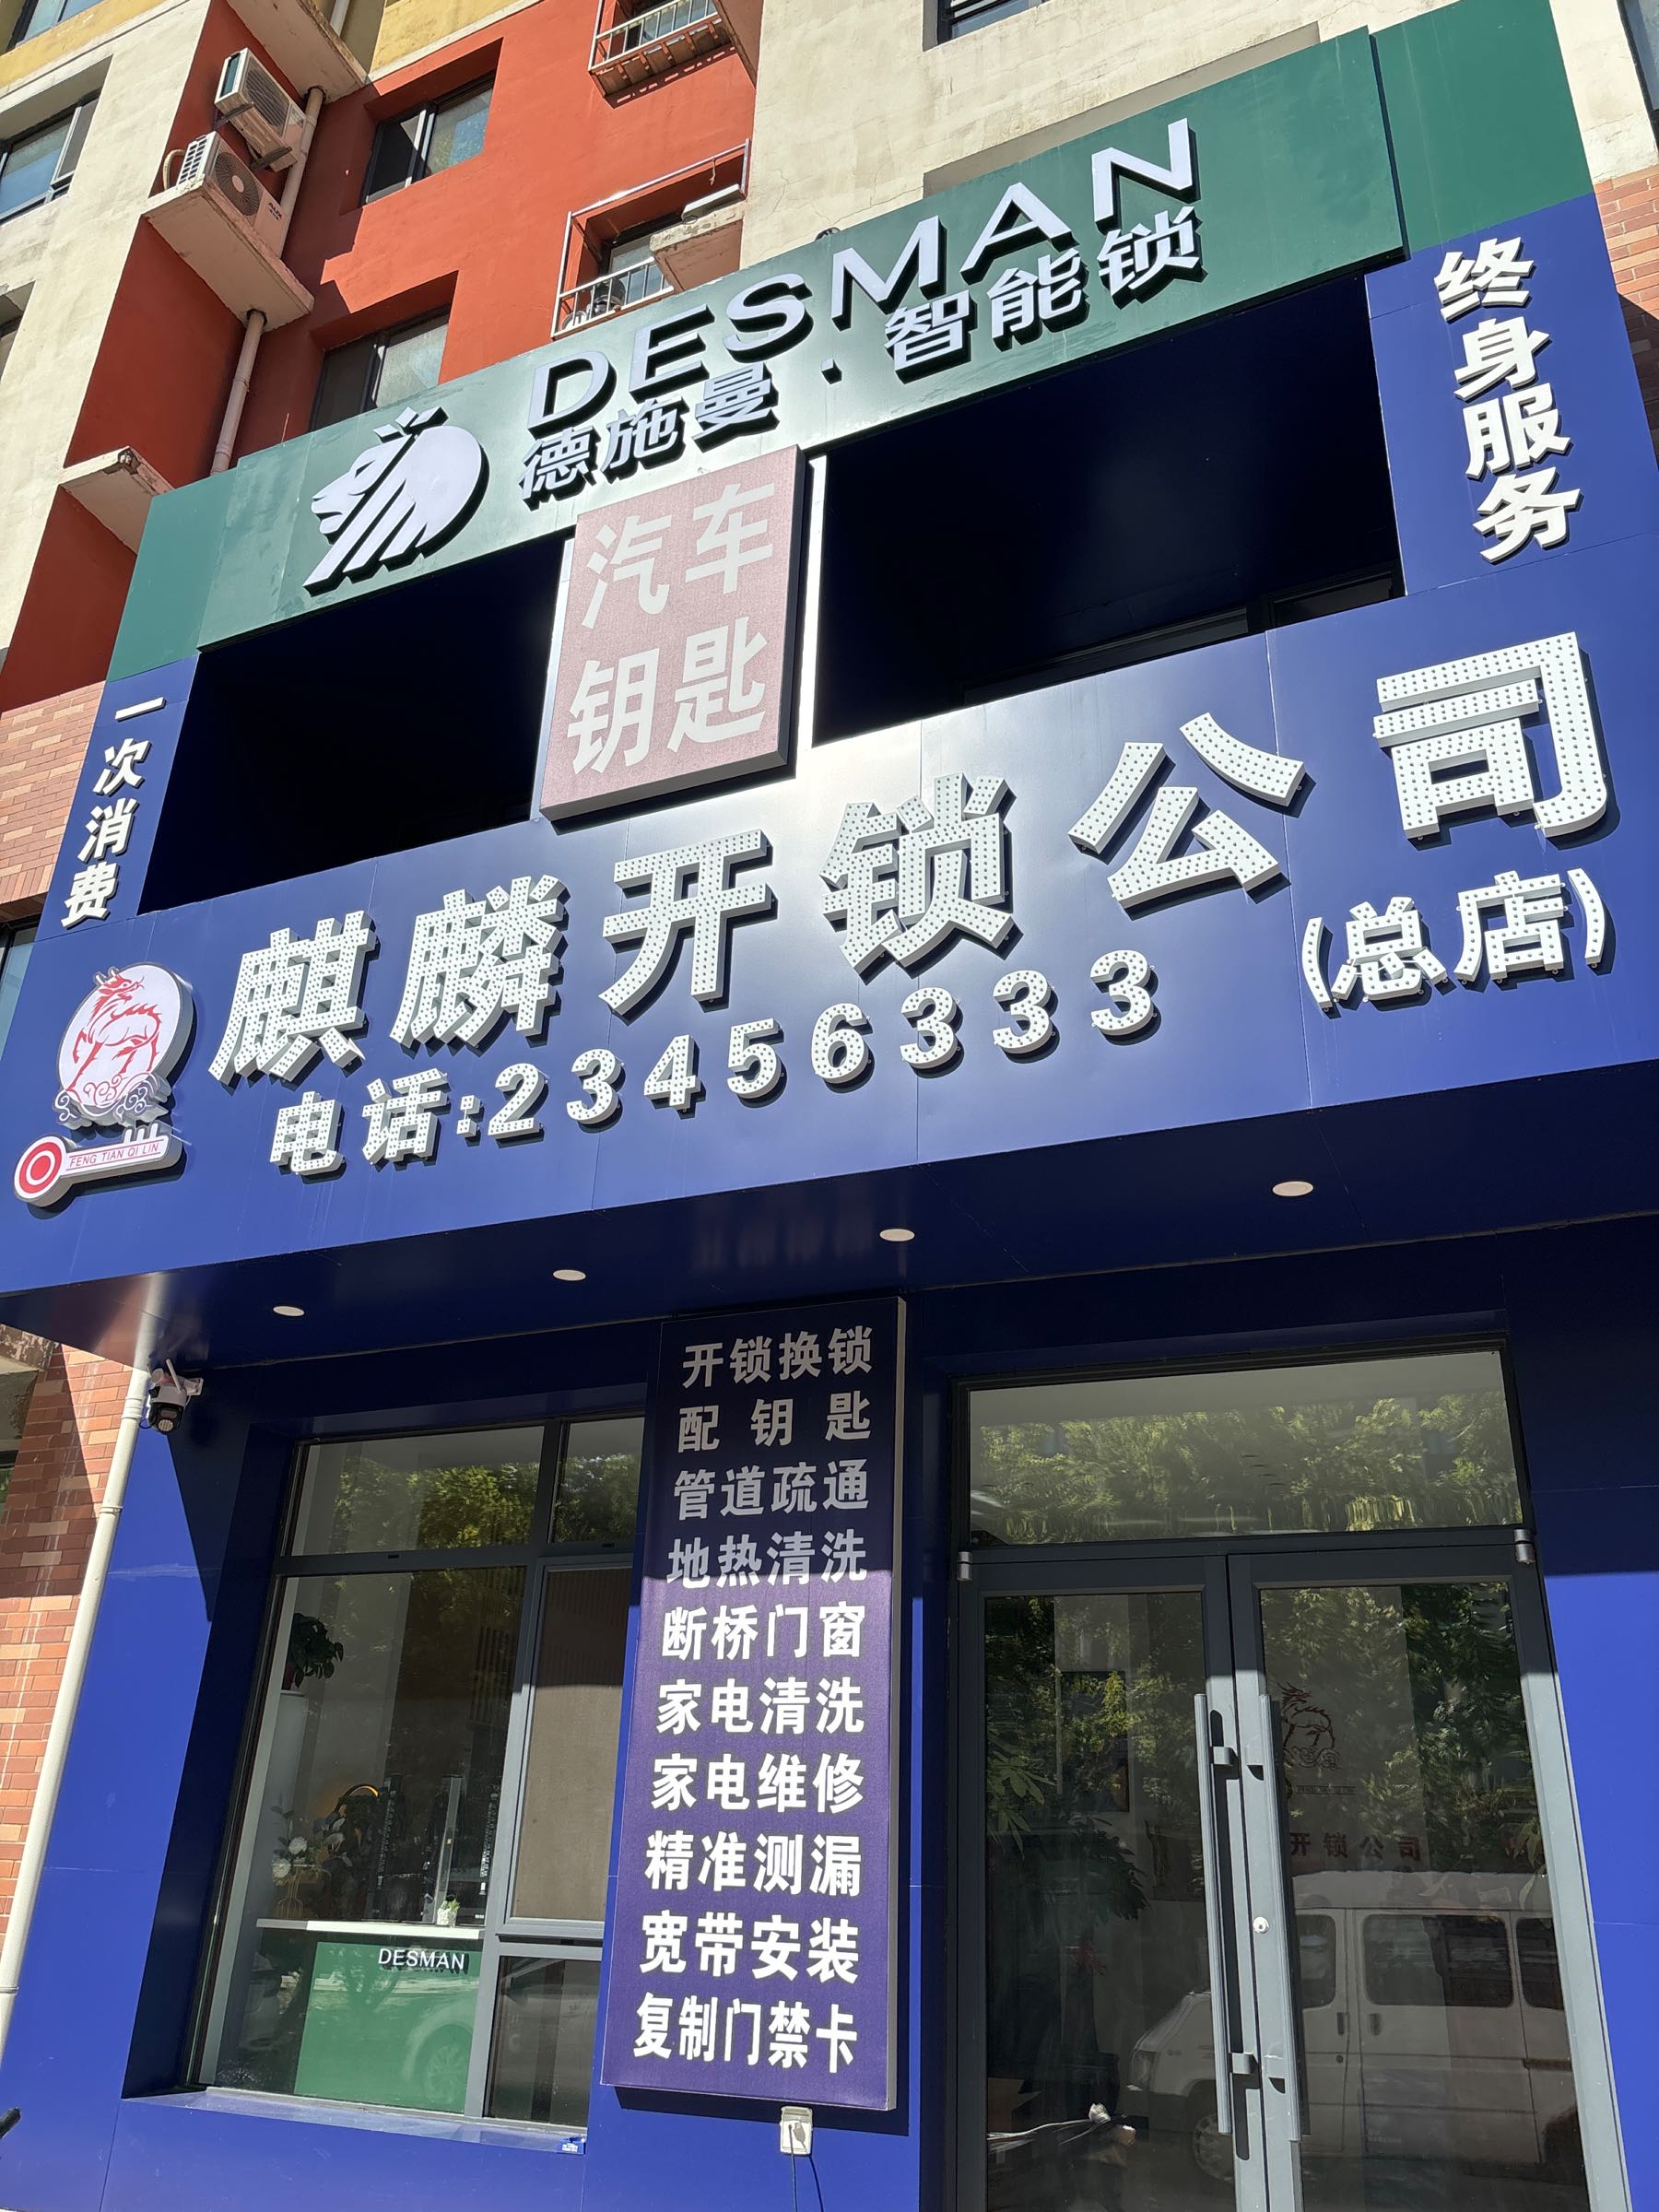 DESMAN
德施曼·智能锁
终身服务
汽车
钥匙
一次消费
麒麟开锁公司
(总店)
电话:23456333
FENG TIAN QI LIN
开锁换锁
配 钥 匙
管道疏通
地热清洗
断桥门窗
家电清洗
家电维修
精准测漏
宽带安装
复制门禁卡
DESMAN
开锁公司